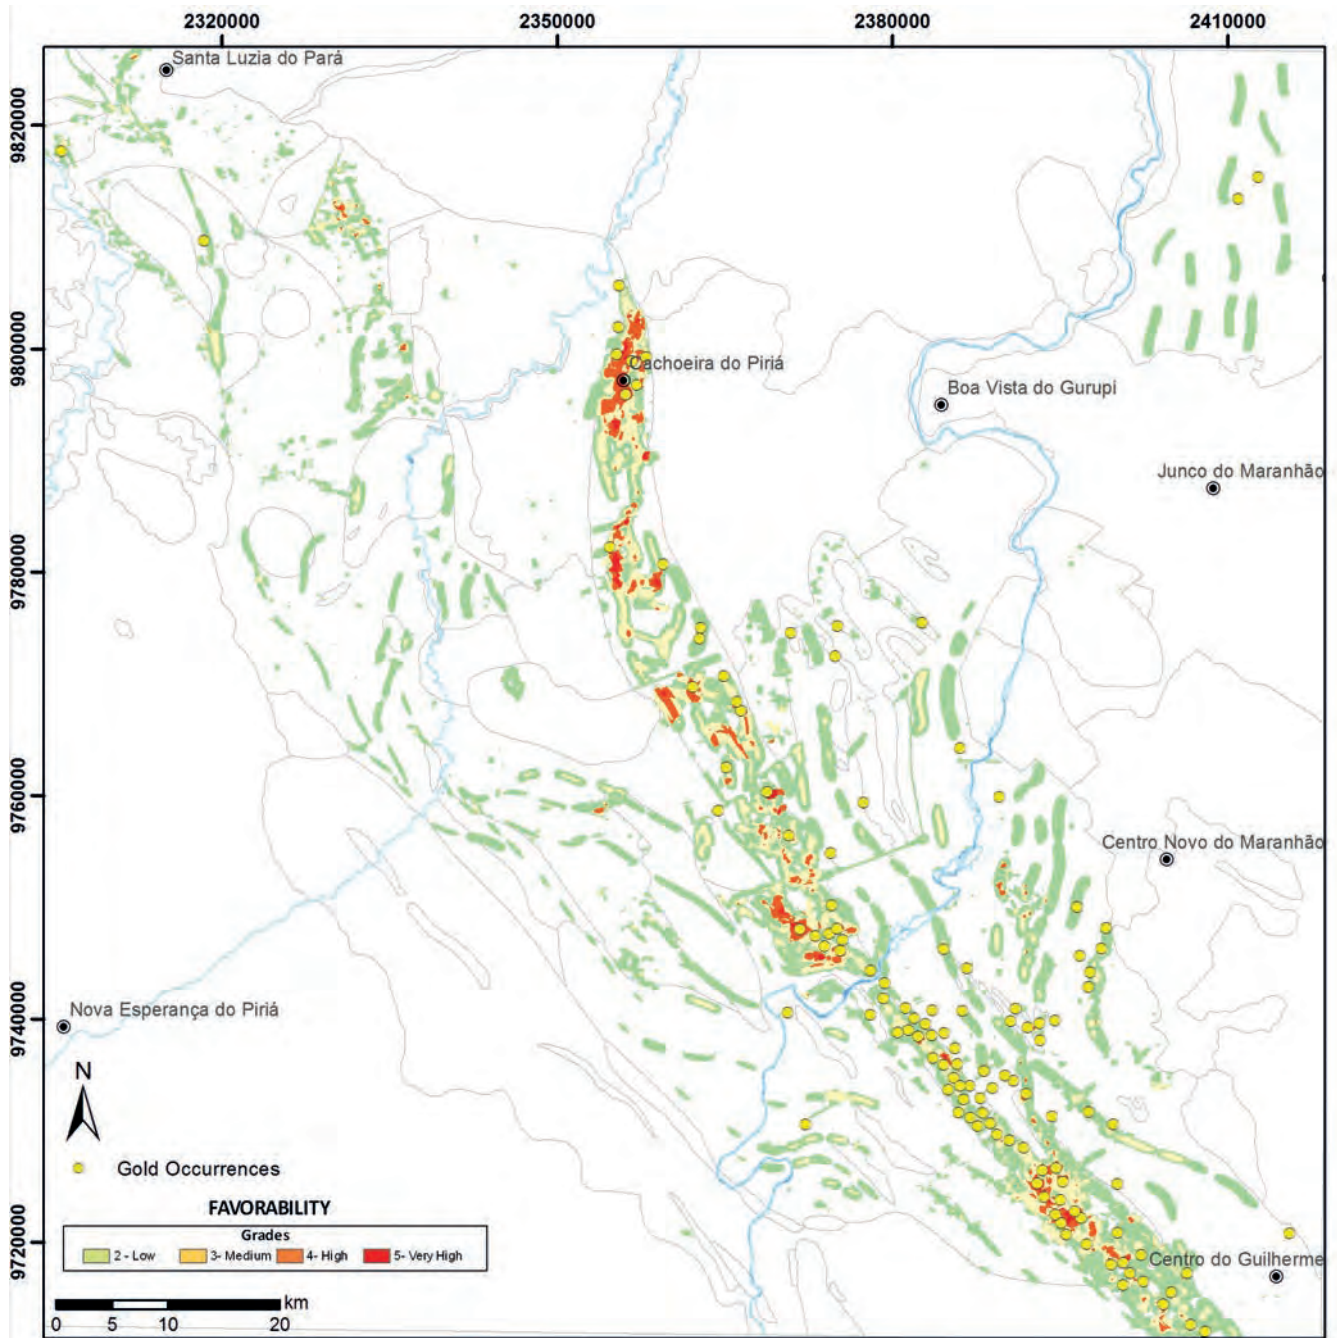 2320000 2350000 2380000 2410000
Santa Luzia do Pará
9820000
9800000
Cachoeira do Piriá
Boa Vista do Gurupi
Junco do Maranhão
9780000
9760000
Centro Novo do Maranhão
9740000
Nova Esperança do Piriá
N
Gold Occurrences
FAVORABILITY
Grades
2 - Low 3- Medium 4- High 5- Very High
9720000
Centro do Guilherme
km
0 5 10 20